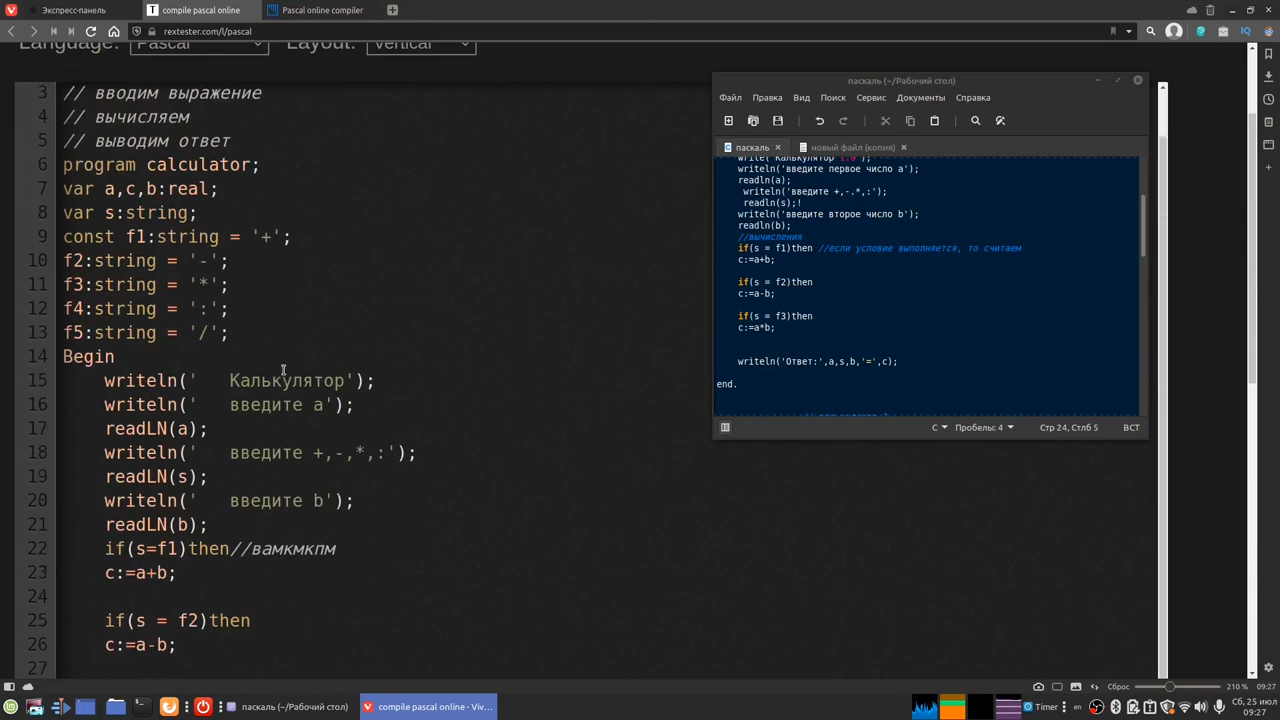 Экспресс-панель
compile pascal online
Pascal online compiler
rextester.com/l/pascal
Language: Pascal Layout: Vertical
3 // вводим выражение
4 // вычисляем
5 // выводим ответ
6 program calculator;
7 var a,c,b:real;
8 var s:string;
9 const f1:string = '+';
10 f2:string = '-';
11 f3:string = '*';
12 f4:string = ':';
13 f5:string = '/';
14 Begin
15 writeln('   Калькулятор');
16 writeln('   введите a');
17 readLN(a);
18 writeln('   введите +,-,*,:');
19 readLN(s);
20 writeln('   введите b');
21 readLN(b);
22 if(s=f1)then//вамкмкпм
23 c:=a+b;
24
25 if(s = f2)then
26 c:=a-b;
27
паскаль (~/Рабочий стол)
Файл Правка Вид Поиск Сервис Документы Справка
паскаль
новый файл (копия)
write('Калькулятор 1.0');
writeln('введите первое число a');
readln(a);
writeln('введите +,-.*,:');
readln(s);!
writeln('введите второе число b');
readln(b);
//вычисления
if(s = f1)then //если условие выполняется, то считаем
c:=a+b;
if(s = f2)then
c:=a-b;
if(s = f3)then
c:=a*b;
writeln('Ответ:',a,s,b,'=',c);
end.
C Пробелы: 4 Стр 24, Стлб 5 ВСТ
Сброс 210 % 09:27
паскаль (~/Рабочий стол)
compile pascal online - Viv...
Timer
en
Сб, 25 июл
09:27